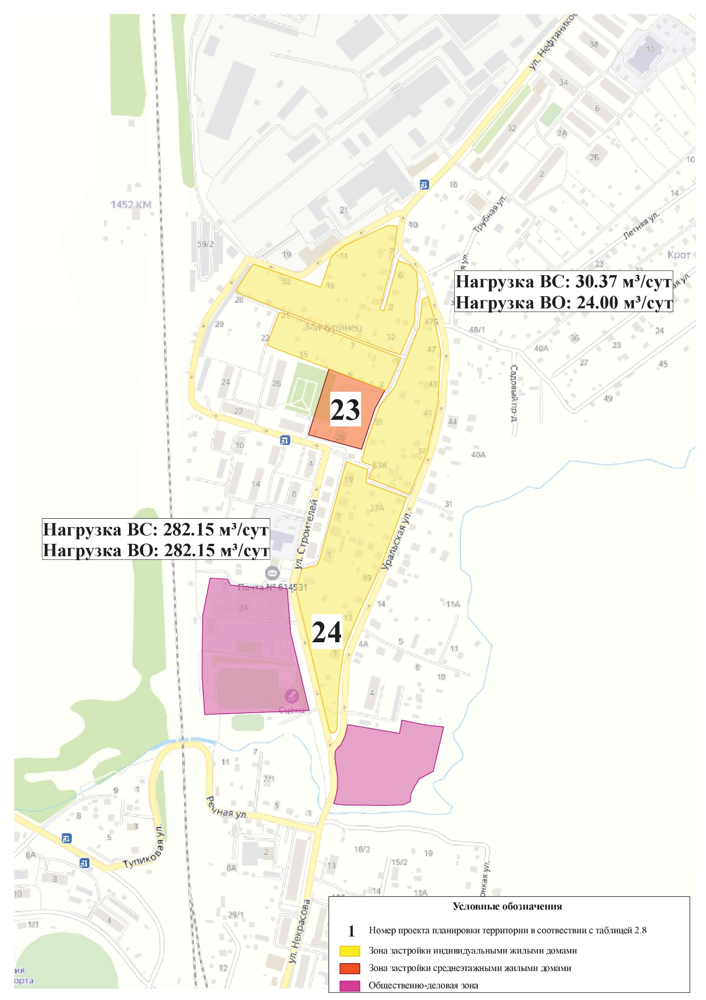 ул. Нефтяников
38
10
34
6
32
2А
2Б
10
2
16
14
1452 КМ
21
Трубная ул.
Летняя ул.
10
59/2
19
11
7
Крот
23
52
15
6
Нагрузка ВС: 30.37 м³/сут
Нагрузка ВО: 24.00 м³/сут
28
2
21
47Б
29
Мичуринец
48/1
24
22
32
36
7
47
40А
23
15
1
27
45
6
24
26
2
43
Садовый пр-д
49
23
22
41
55
44
28
10
37
40А
4
53А
19
14
8
31
27А
7
ул. Строителей
Уральская ул.
Нагрузка ВС: 282.15 м³/сут
Нагрузка ВО: 282.15 м³/сут
3
19
Почта № 614531
14
11А
2А
13
24
4А
5
11
1
8
10
4
Сцена
7
11
7/1
9
1
Речная ул.
5
1
8
3
5
Тупиковая ул.
8А
2
18/2
19
13
15/2
8А
8
10
14
11А
ул. Некрасова
29/1
4
1/1
12
Условные обозначения
1 Номер проекта планировки территории в соотвествии с таблицей 2.8
Зона застройки индивидуальными жилыми домами
Зона застройки среднеэтажными жилыми домами
Общественно-деловая зона